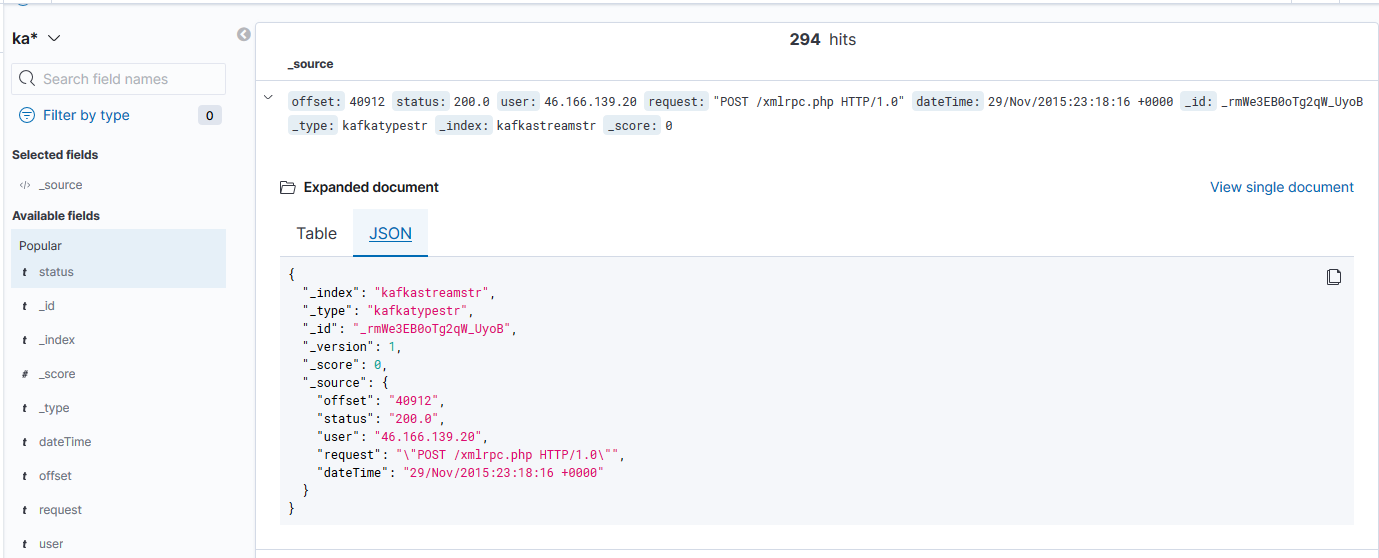 ka*
Search field names
Filter by type 0
Selected fields
</> _source
Available fields
Popular
t status
t _id
t _index
# _score
t _type
t dateTime
t offset
t request
t user
294 hits
_source
offset: 40912 status: 200.0 user: 46.166.139.20 request: "POST /xmlrpc.php HTTP/1.0" dateTime: 29/Nov/2015:23:18:16 +0000 _id: _rmWe3EB0oTg2qW_UyoB
_type: kafkatypestr _index: kafkastreamstr _score: 0
Expanded document View single document
Table JSON
{
"_index": "kafkastreamstr",
"_type": "kafkatypestr",
"_id": "_rmWe3EB0oTg2qW_UyoB",
"_version": 1,
"_score": 0,
"_source": {
"offset": "40912",
"status": "200.0",
"user": "46.166.139.20",
"request": "\"POST /xmlrpc.php HTTP/1.0\"",
"dateTime": "29/Nov/2015:23:18:16 +0000"
}
}